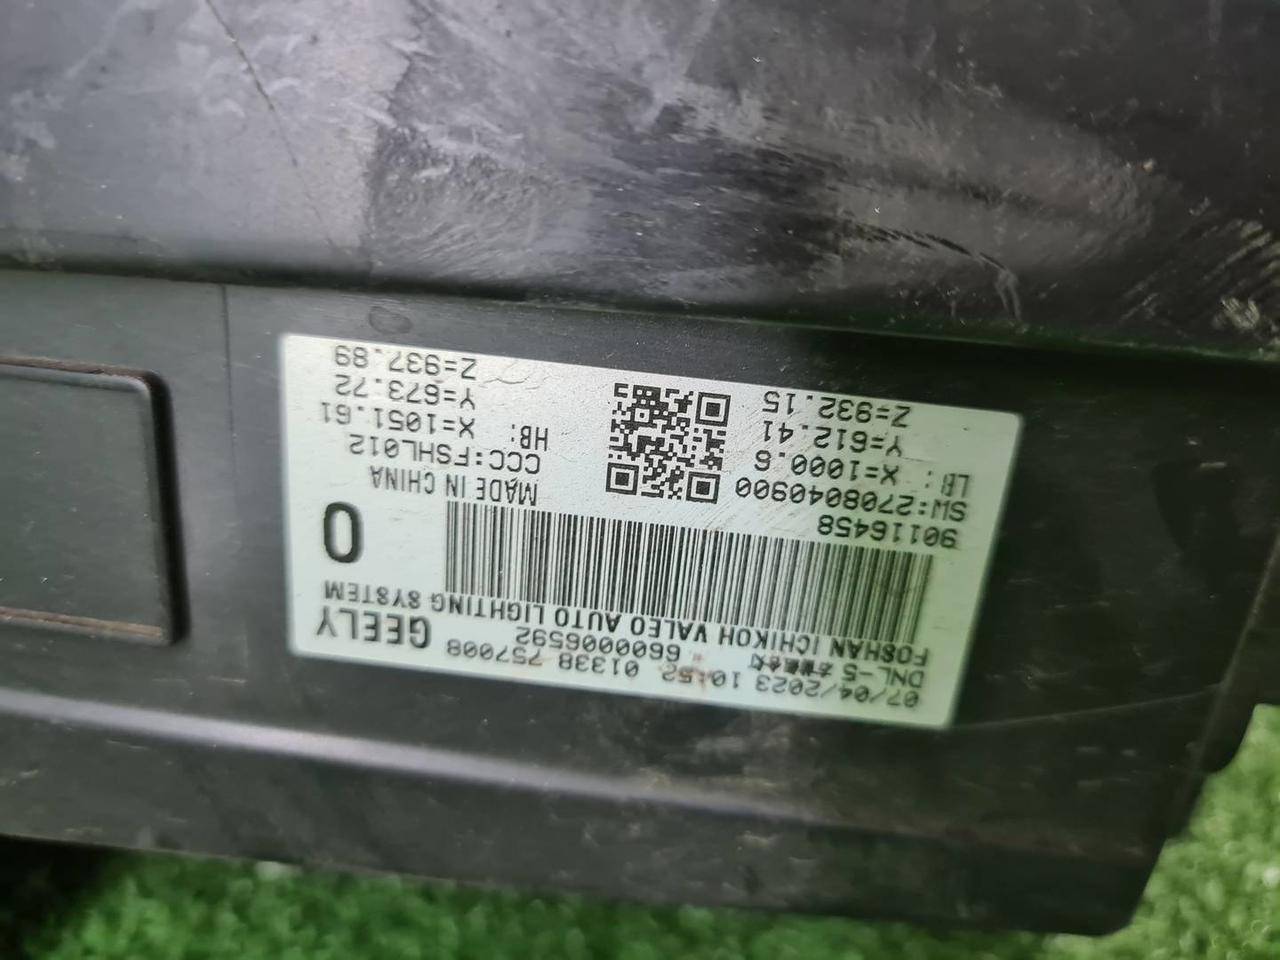 07/04/2023 10:52 01338 757008
DNL-5 6600006592
GEELY
FOSHAN ICHIKOH VALEO AUTO LIGHTING SYSTEM
0
90116458
MADE IN CHINA
SW:2708040900
CCC:FSHL012
LB: X=1000.6
Y=612.41
Z=932.15
HB: X=1051.61
Y=673.72
Z=937.89